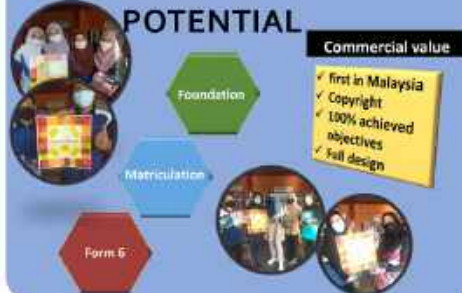 POTENTIAL
Commercial value
Foundation
✓ first in Malaysia
✓ Copyright
✓ 100% achieved
objectives
✓ Full design
Matriculation
Form 6